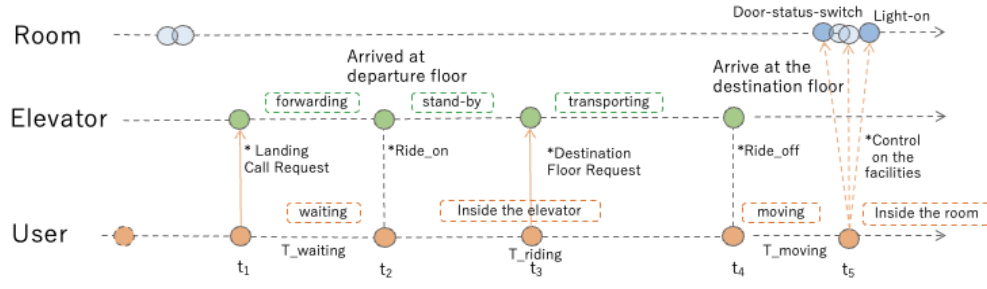 Door-status-switch
Light-on
Room
Arrived at
departure floor
Arrive at the
destination floor
forwarding
stand-by
transporting
Elevator
* Landing
Call Request
*Ride_on
*Destination
Floor Request
*Ride_off
*Control
on the
facilities
waiting
Inside the elevator
moving
Inside the room
User
T_waiting
T_riding
T_moving
t1
t2
t3
t4
t5